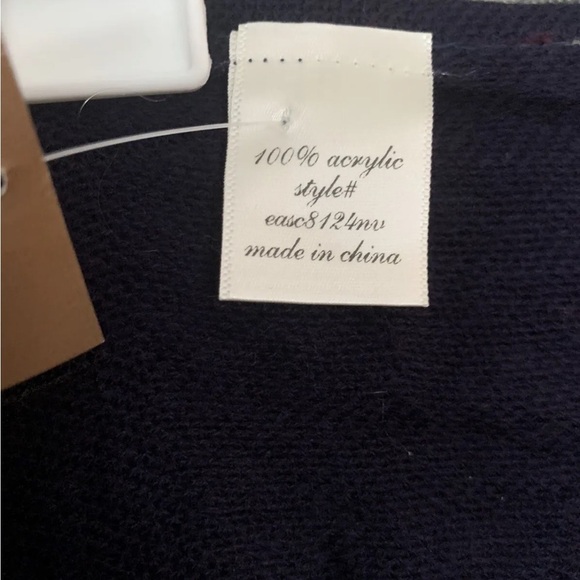 100% acrylic
style#
easc8124nv
made in china